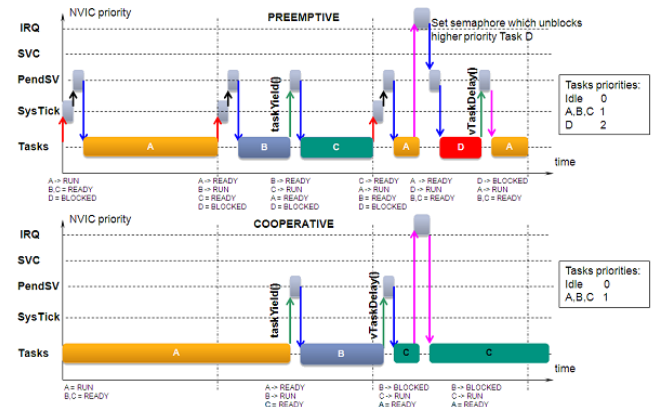 NVIC priority
PREEMPTIVE
IRQ
Set semaphore which unblocks
higher priority Task D
SVC
PendSV
taskYield()
vTaskDelay()
SysTick
Tasks priorities:
Idle 0
A,B,C 1
D 2
Tasks
A
B
C
A
D
A
time
A -> RUN
B,C = READY
D = BLOCKED
A -> READY
B -> RUN
C = READY
D = BLOCKED
B -> READY
C -> RUN
A = READY
D = BLOCKED
C -> READY
A -> RUN
B = READY
D = BLOCKED
A -> READY
D -> RUN
B,C = READY
D -> BLOCKED
A -> RUN
B,C = READY
NVIC priority
COOPERATIVE
IRQ
SVC
PendSV
taskYield()
vTaskDelay()
SysTick
Tasks priorities:
Idle 0
A,B,C 1
Tasks
A
B
C
C
time
A = RUN
B,C = READY
A -> READY
B -> RUN
C = READY
B -> BLOCKED
C -> RUN
A = READY
B -> BLOCKED
C -> RUN
A = READY